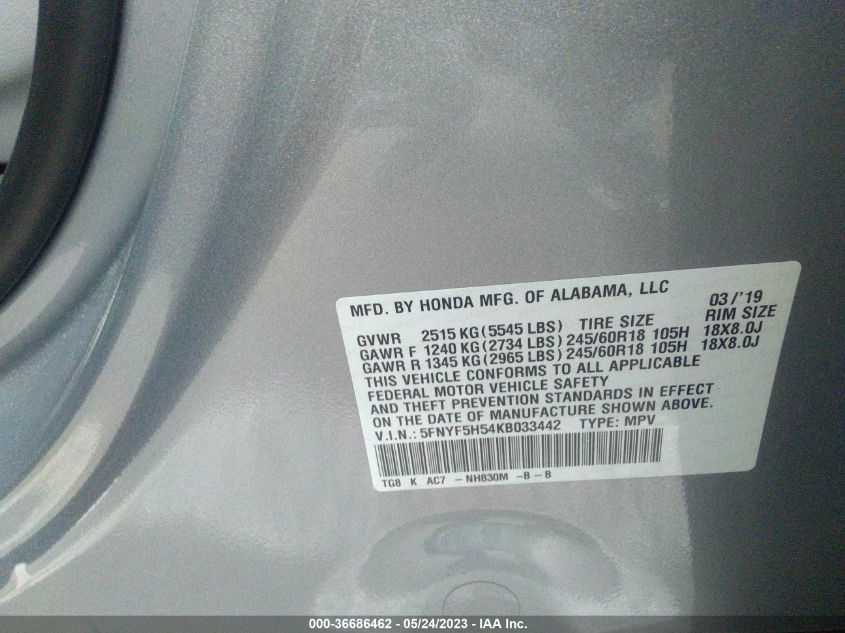 MFD. BY HONDA MFG. OF ALABAMA, LLC 03/'19
GVWR 2515 KG (5545 LBS) TIRE SIZE RIM SIZE
GAWR F 1240 KG (2734 LBS) 245/60R18 105H 18X8.0J
GAWR R 1345 KG (2965 LBS) 245/60R18 105H 18X8.0J
THIS VEHICLE CONFORMS TO ALL APPLICABLE
FEDERAL MOTOR VEHICLE SAFETY
AND THEFT PREVENTION STANDARDS IN EFFECT
ON THE DATE OF MANUFACTURE SHOWN ABOVE.
V.I.N.: 5FNYF5H54KB033442 TYPE: MPV
TG8 K AC7 - NH830M -B-B
000-36686462 - 05/24/2023 - IAA Inc.